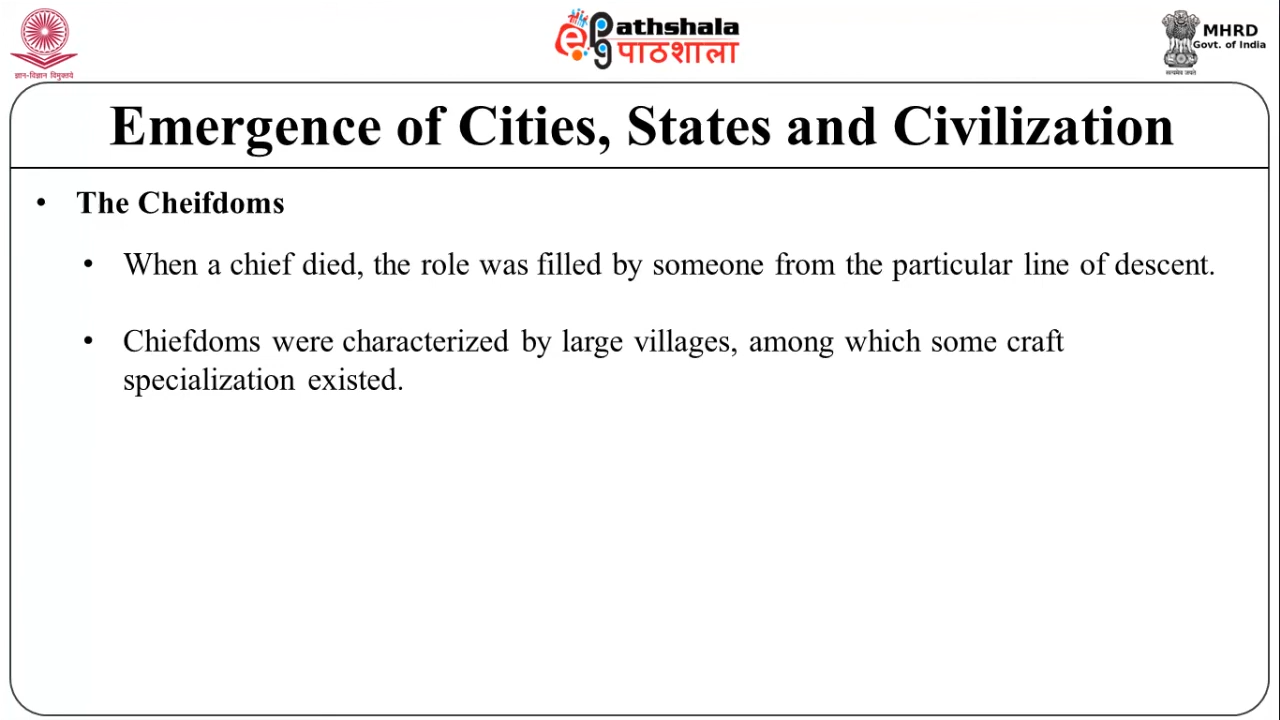 ज्ञान-विज्ञान विमुक्तये
ePathshala
पाठशाला
MHRD
Govt. of India
सत्यमेव जयते
Emergence of Cities, States and Civilization
• The Cheifdoms
• When a chief died, the role was filled by someone from the particular line of descent.
• Chiefdoms were characterized by large villages, among which some craft
specialization existed.